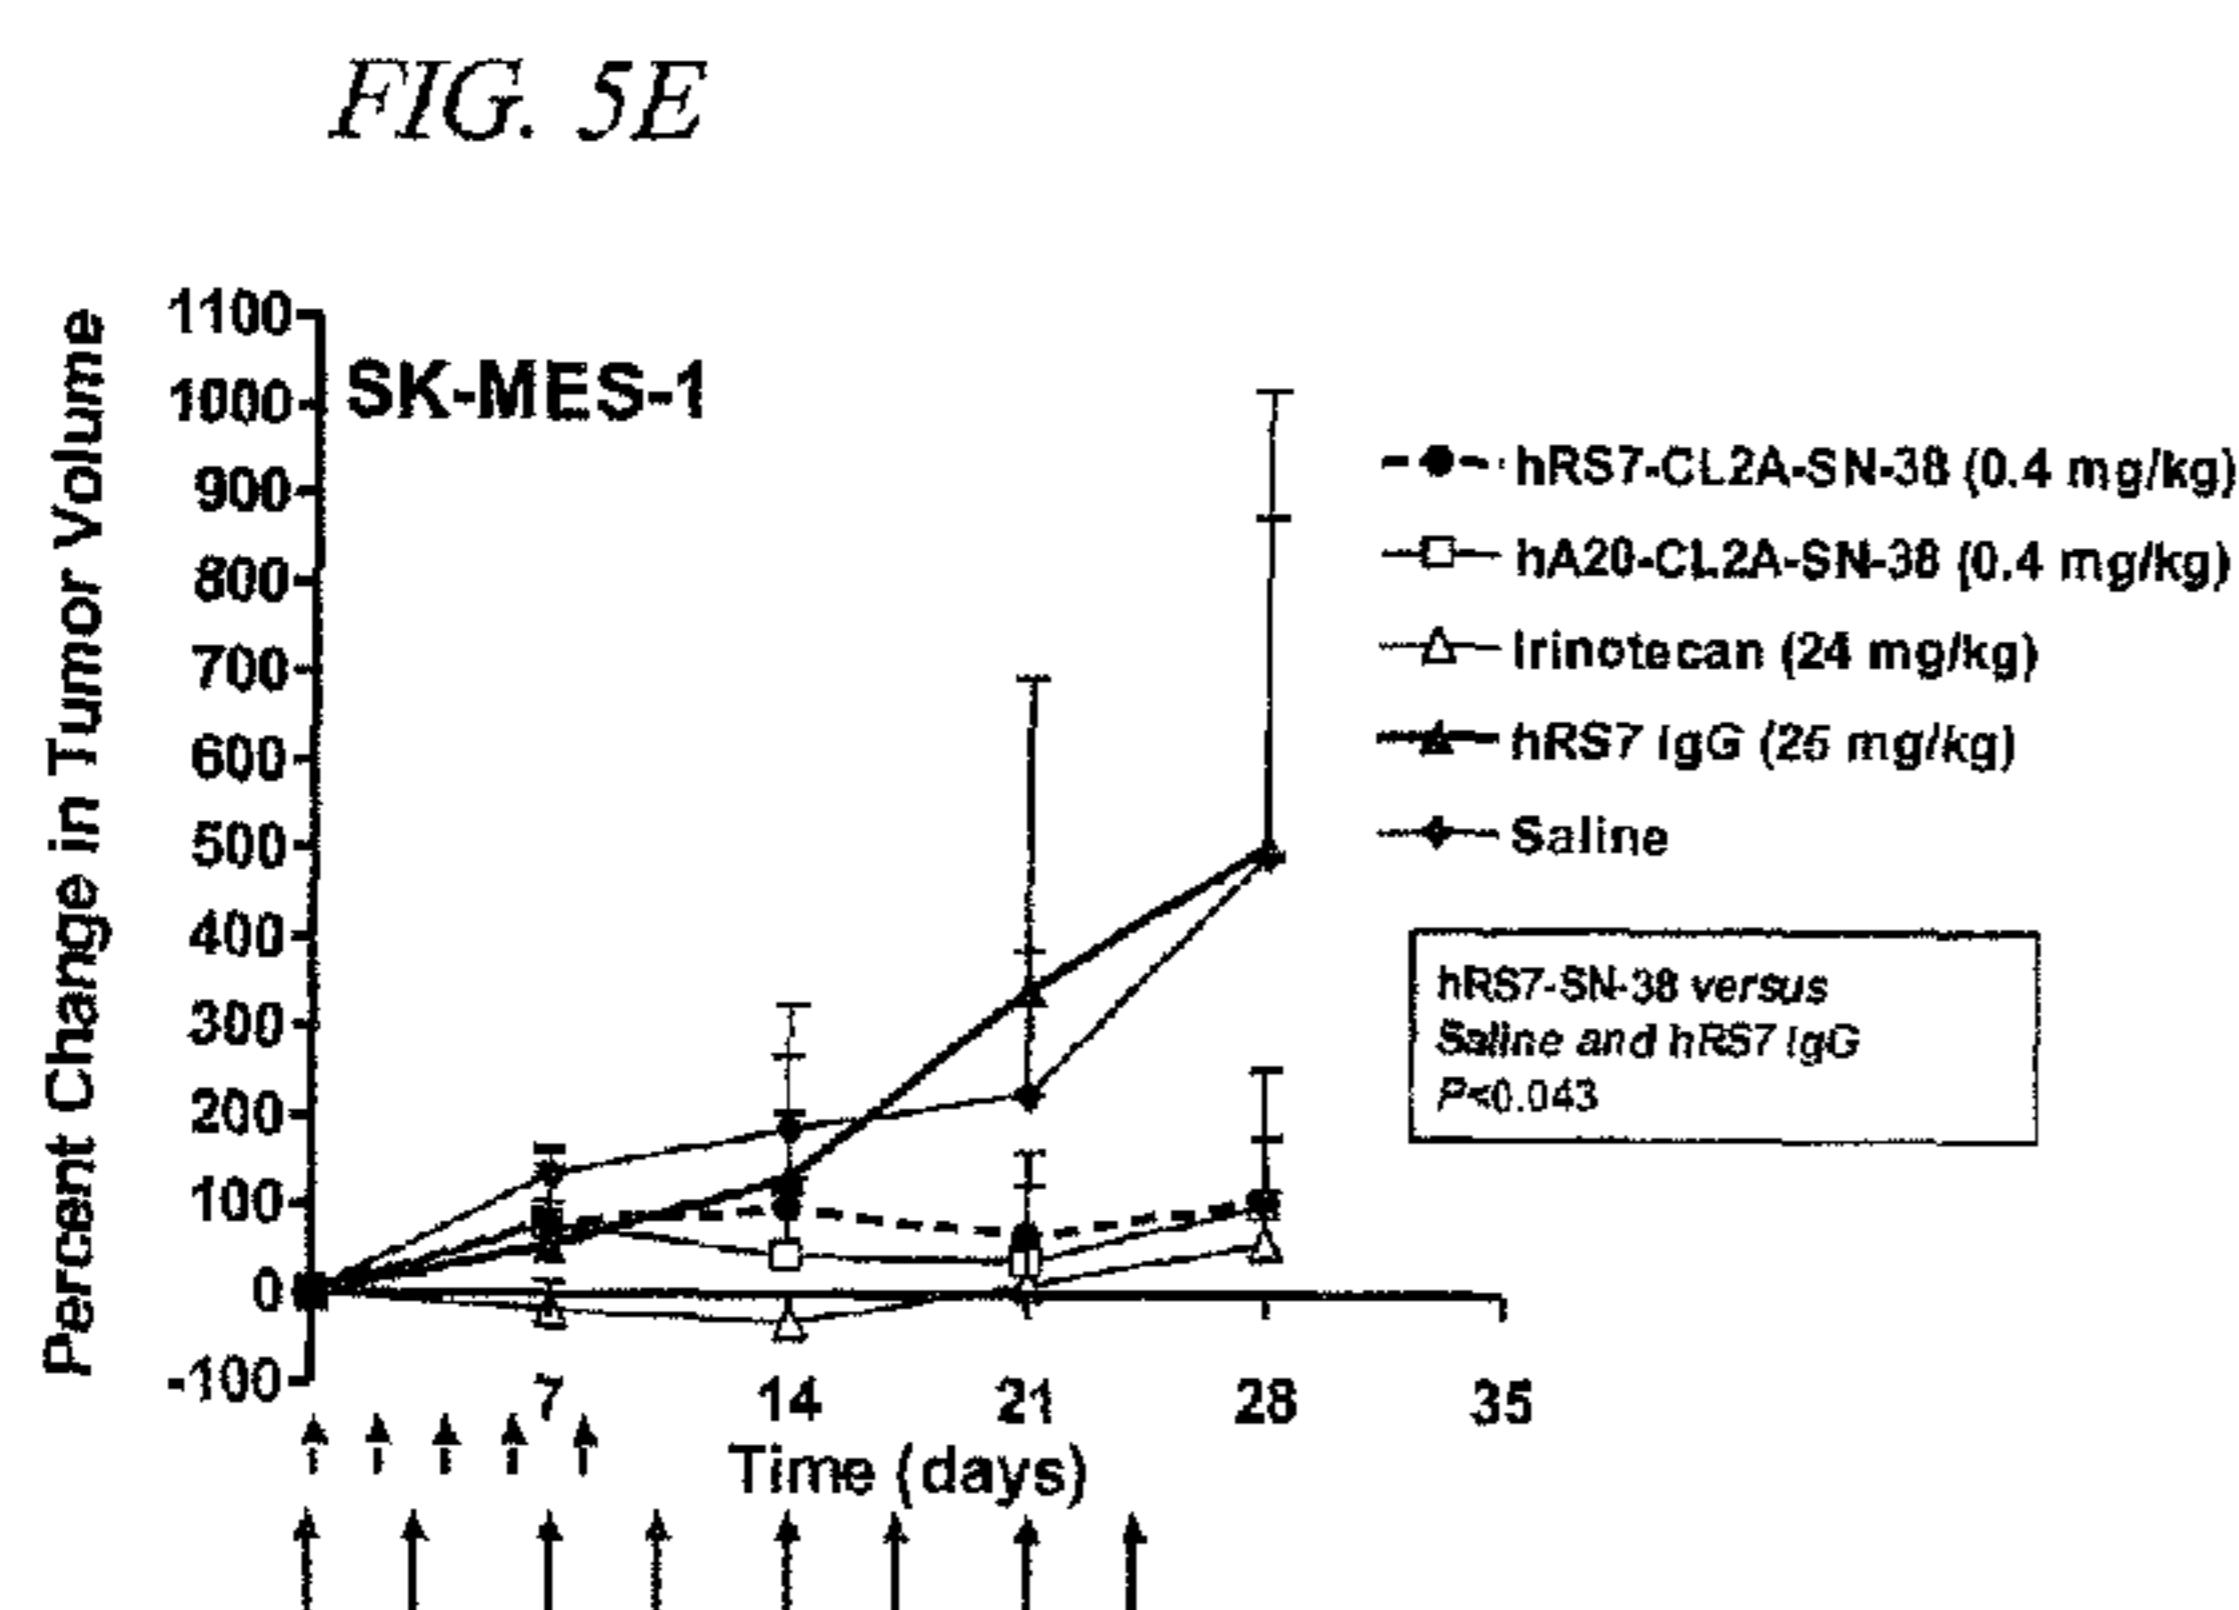 FIG. 5E
Percent Change in Tumor Volume
1100
1000
900
800
700
600
500
400
300
200
100
0
-100
SK-MES-1
hRS7-CL2A-SN-38 (0.4 mg/kg)
hA20-CL2A-SN-38 (0.4 mg/kg)
Irinotecan (24 mg/kg)
hRS7 IgG (25 mg/kg)
Saline
hRS7-SN-38 versus
Saline and hRS7 IgG
P<0.043
7 14 21 28 35
Time (days)